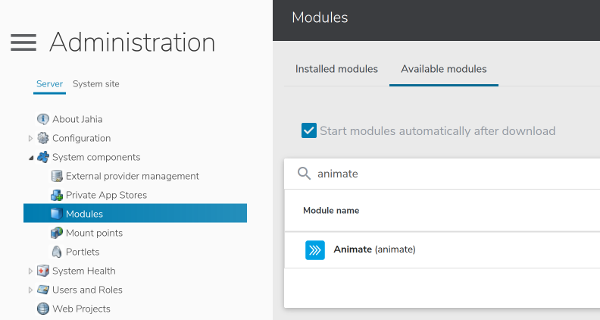 Administration
Server System site
About Jahia
Configuration
System components
External provider management
Private App Stores
Modules
Mount points
Portlets
System Health
Users and Roles
Web Projects
Modules
Installed modules Available modules
Start modules automatically after download
animate
Module name
Animate (animate)